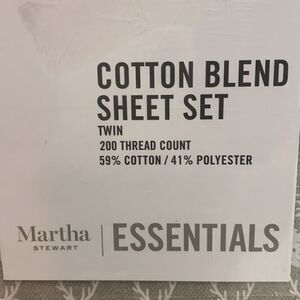 COTTON BLEND
SHEET SET
TWIN
200 THREAD COUNT
59% COTTON / 41% POLYESTER
Martha
STEWART
ESSENTIALS